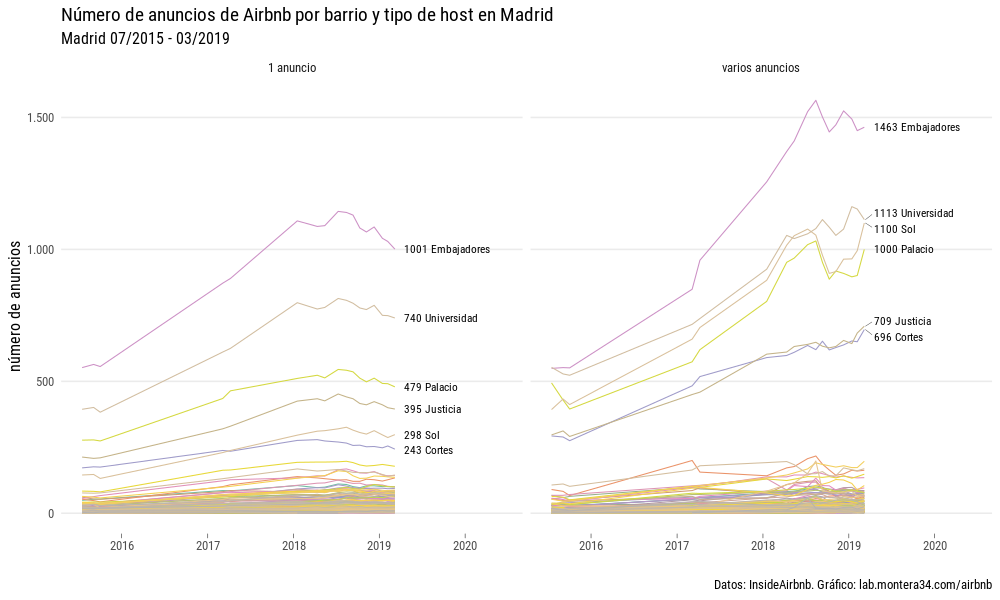 Número de anuncios de Airbnb por barrio y tipo de host en Madrid
Madrid 07/2015 - 03/2019
1 anuncio
varios anuncios
número de anuncios
1.500
1.000
500
0
1001 Embajadores
740 Universidad
479 Palacio
395 Justicia
298 Sol
243 Cortes
1463 Embajadores
1113 Universidad
1100 Sol
1000 Palacio
709 Justicia
696 Cortes
2016 2017 2018 2019 2020
2016 2017 2018 2019 2020
Datos: InsideAirbnb. Gráfico: lab.montera34.com/airbnb